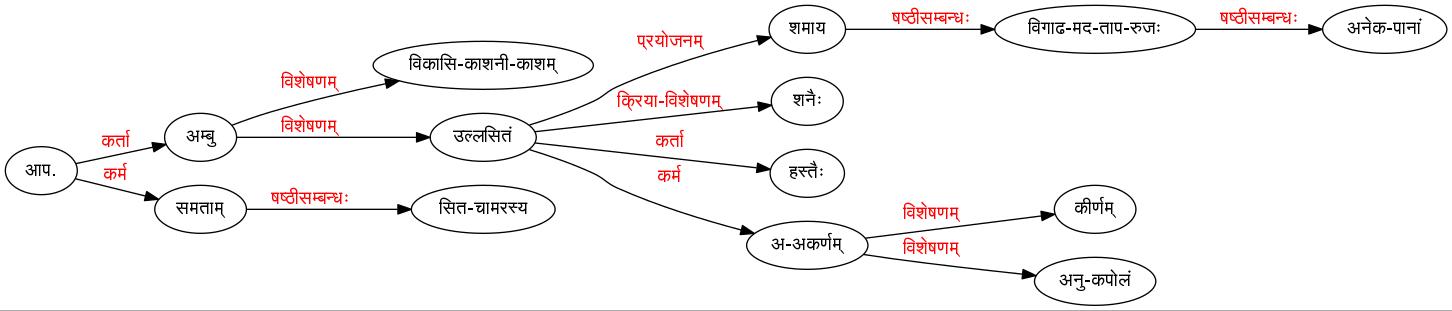 आप.
कर्ता
कर्म
अम्बु
समताम्
विशेषणम्
विशेषणम्
षष्ठीसम्बन्धः
विकासि-काशनी-काशम्
उल्लसितं
सित-चामरस्य
प्रयोजनम्
क्रिया-विशेषणम्
कर्ता
कर्म
शमाय
शनैः
हस्तैः
अ-अकर्णम्
षष्ठीसम्बन्धः
विशेषणम्
विशेषणम्
विगाढ-मद-ताप-रुजः
कीर्णम्
अनु-कपोलं
षष्ठीसम्बन्धः
अनेक-पानां